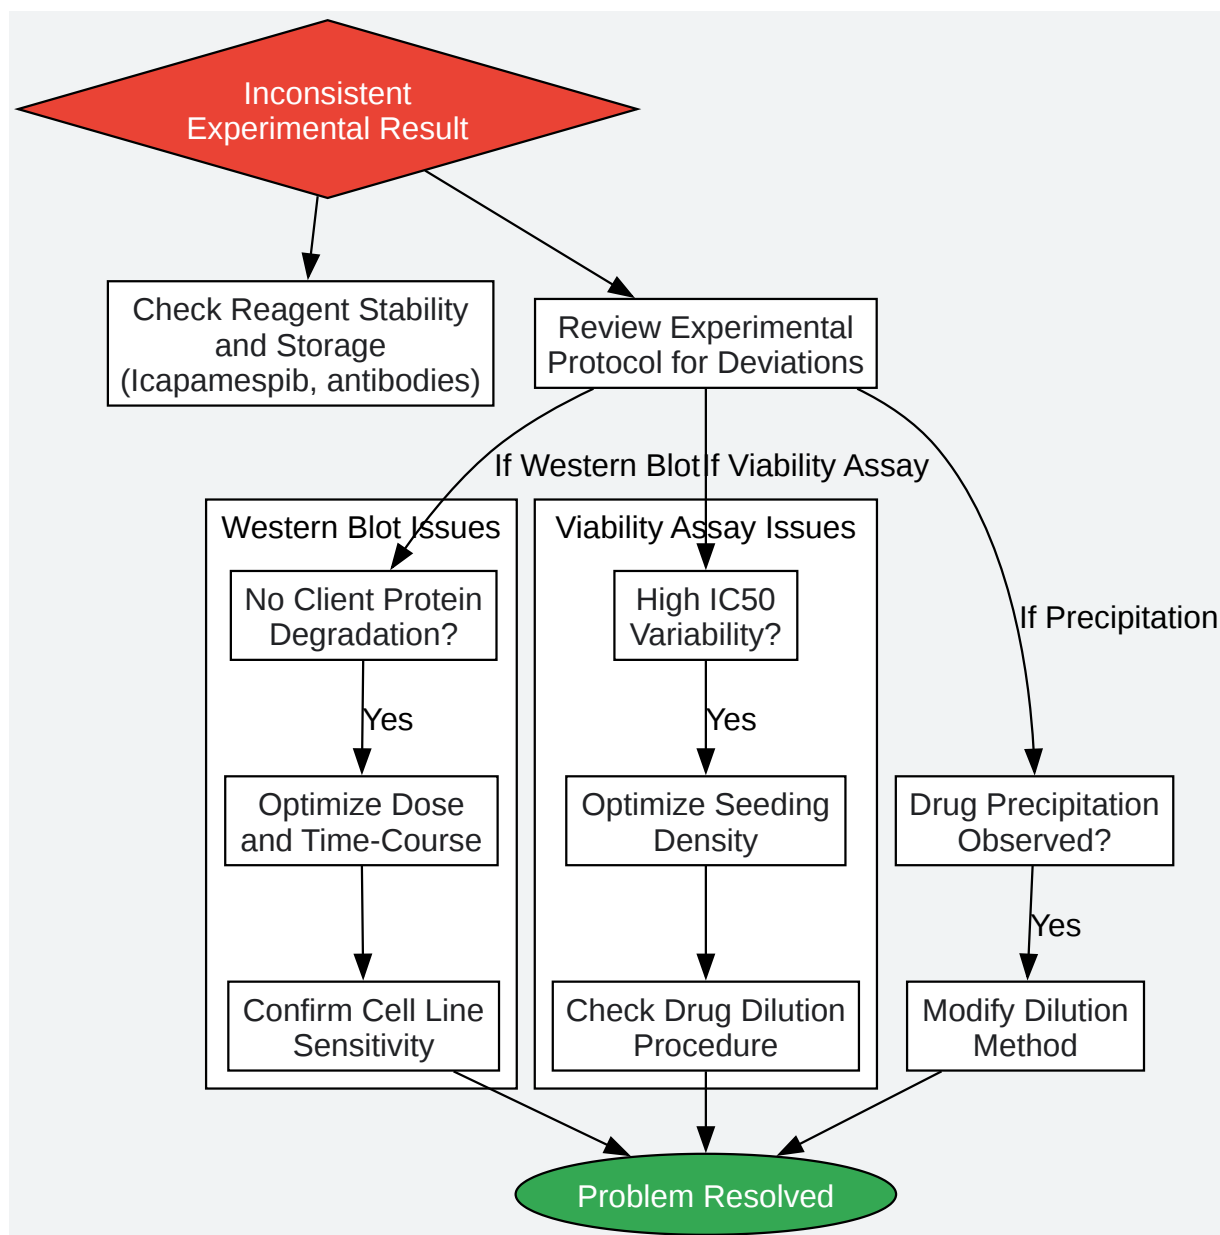 Inconsistent
Experimental Result
Check Reagent Stability
and Storage
(Icapamespib, antibodies)
Review Experimental
Protocol for Deviations
If Western Blot
If Viability Assay
If Precipitation
Western Blot Issues
No Client Protein
Degradation?
Yes
Optimize Dose
and Time-Course
Confirm Cell Line
Sensitivity
Viability Assay Issues
High IC50
Variability?
Yes
Optimize Seeding
Density
Check Drug Dilution
Procedure
Drug Precipitation
Observed?
Yes
Modify Dilution
Method
Problem Resolved